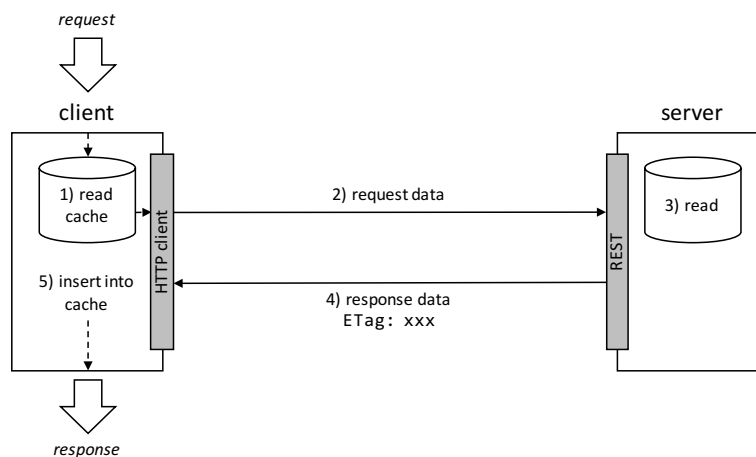 request
client
server
1) read
cache
HTTP client
2) request data
REST
3) read
5) insert into
cache
4) response data
ETag: xxx
response